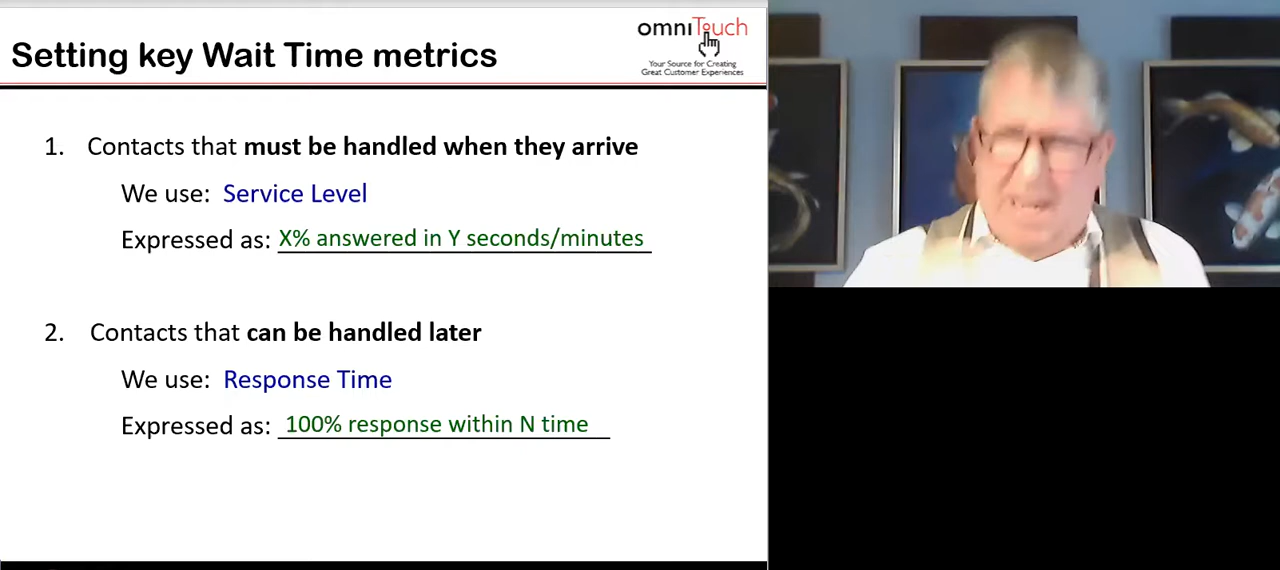 Setting key Wait Time metrics
omniTouch
Your Source for Creating
Great Customer Experiences
1. Contacts that must be handled when they arrive
We use: Service Level
Expressed as: X% answered in Y seconds/minutes
2. Contacts that can be handled later
We use: Response Time
Expressed as: 100% response within N time